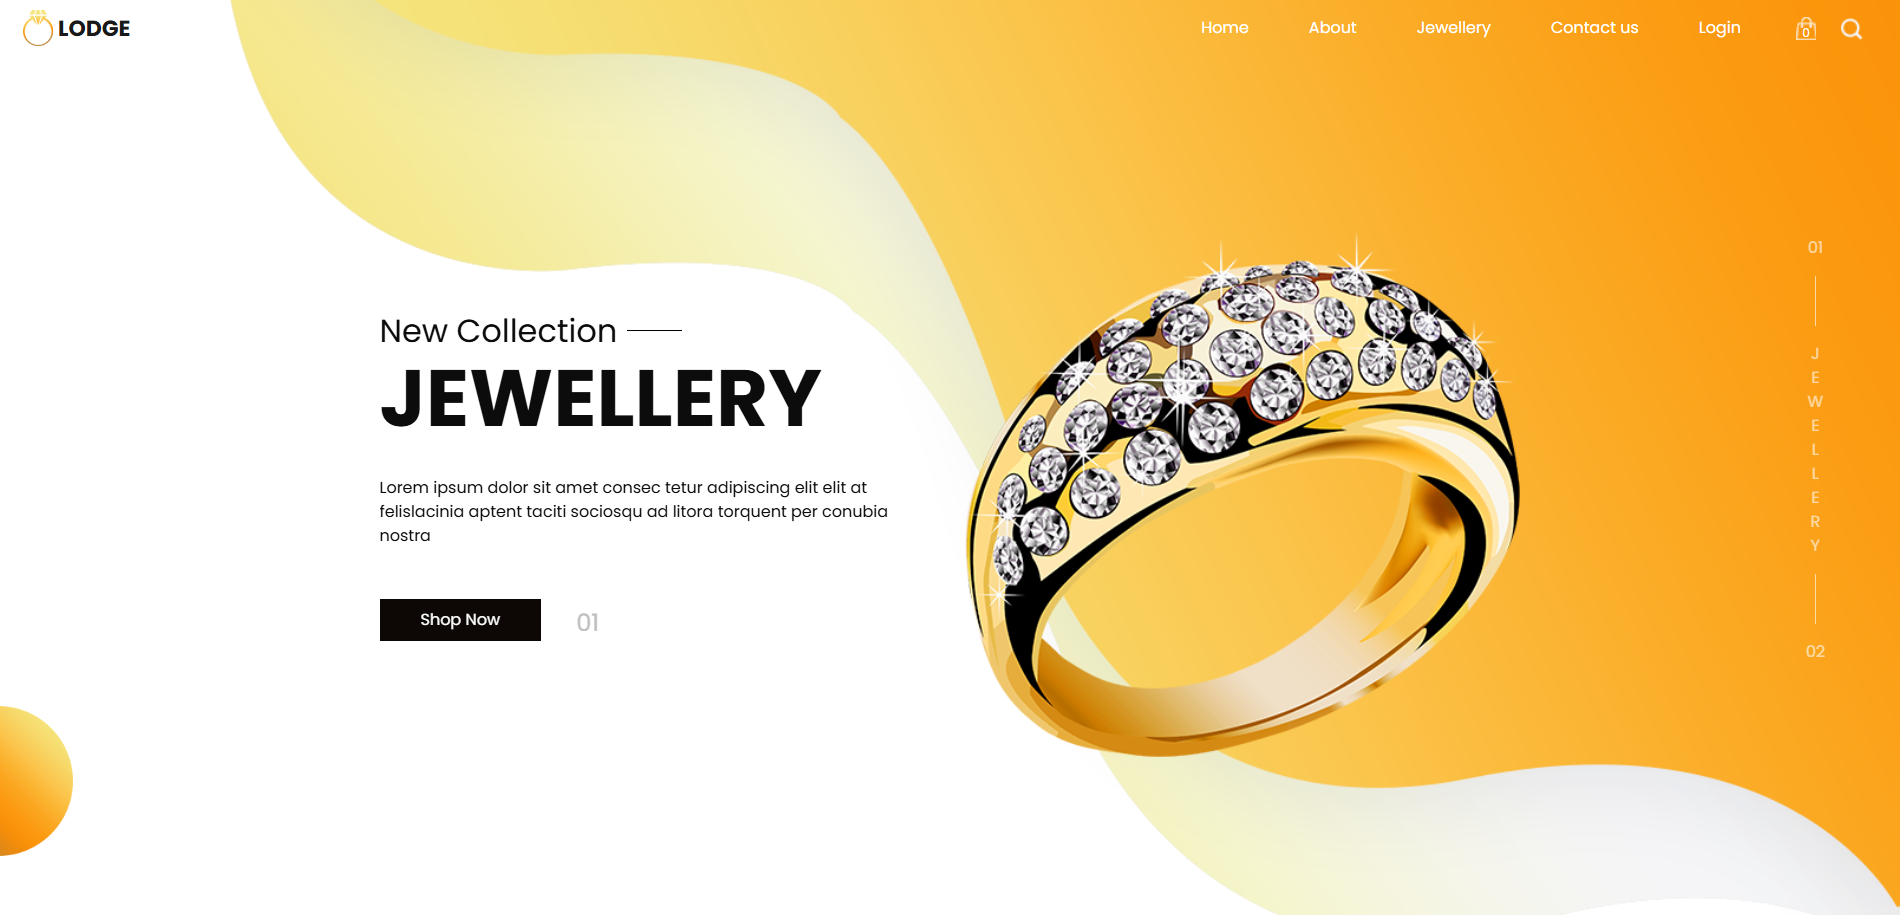 LODGE
Home About Jewellery Contact us Login 0
New Collection
JEWELLERY
Lorem ipsum dolor sit amet consec tetur adipiscing elit elit at
felislacinia aptent taciti sociosqu ad litora torquent per conubia
nostra
Shop Now 01
01
JEWELLERY
02